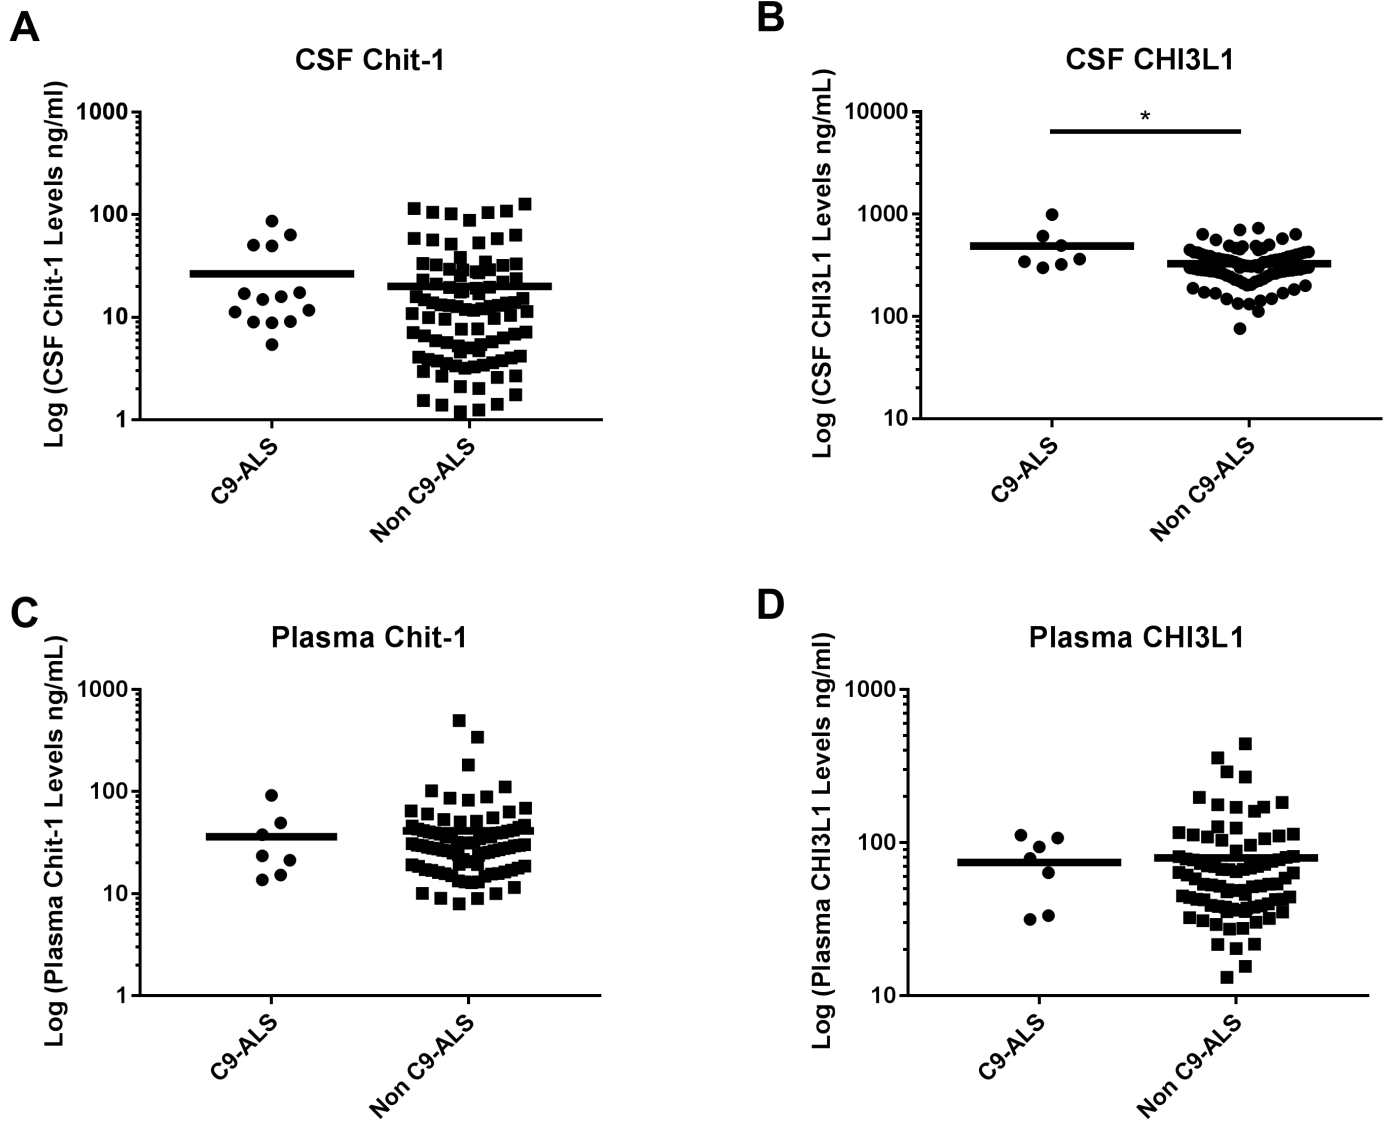 A
CSF Chit-1
Log (CSF Chit-1 Levels ng/ml)
1000
100
10
1
C9-ALS
Non C9-ALS
B
CSF CHI3L1
Log (CSF CHI3L1 Levels ng/mL)
10000
1000
100
10
*
C9-ALS
Non C9-ALS
C
Plasma Chit-1
Log (Plasma Chit-1 Levels ng/mL)
1000
100
10
1
C9-ALS
Non C9-ALS
D
Plasma CHI3L1
Log (Plasma CHI3L1 Levels ng/ml)
1000
100
10
C9-ALS
Non C9-ALS